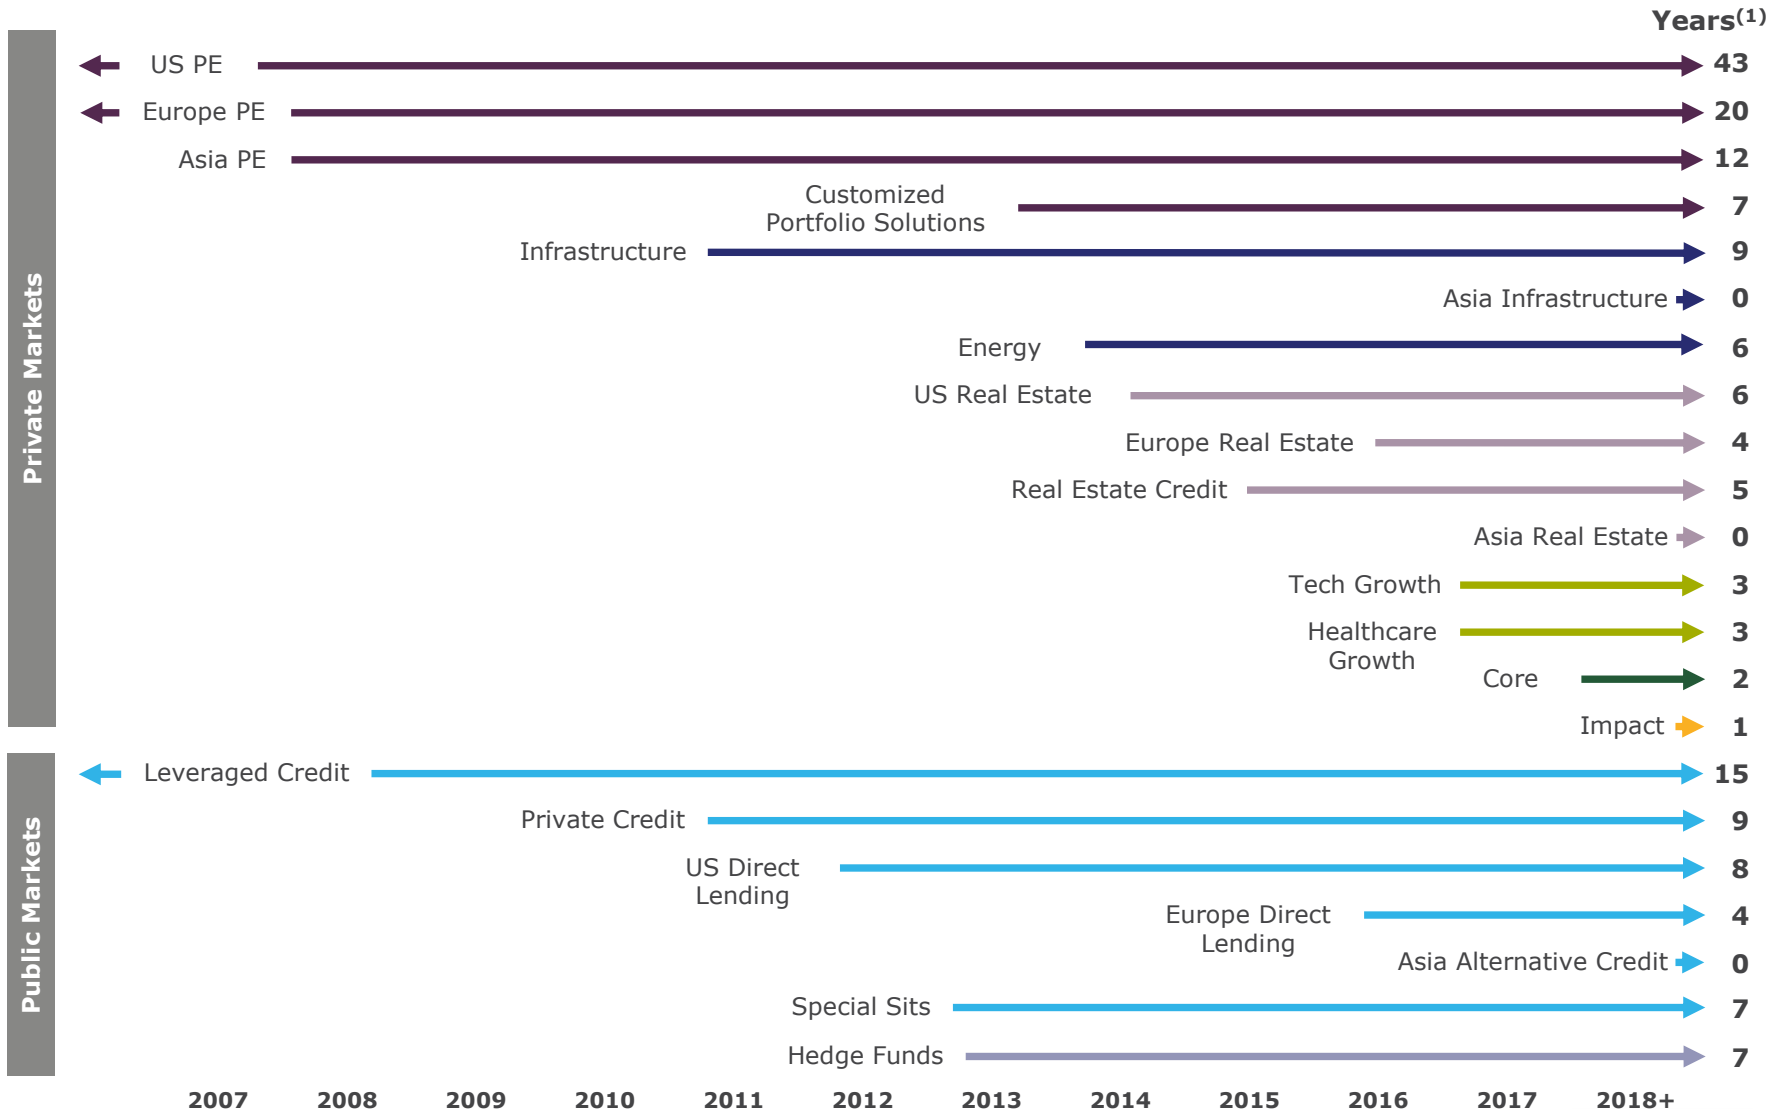 Years(1)
Private Markets
US PE
43
Europe PE
20
Asia PE
12
Customized
Portfolio Solutions
7
Infrastructure
9
Asia Infrastructure
0
Energy
6
US Real Estate
6
Europe Real Estate
4
Real Estate Credit
5
Asia Real Estate
0
Tech Growth
3
Healthcare
Growth
3
Core
2
Impact
1
Public Markets
Leveraged Credit
15
Private Credit
9
US Direct
Lending
8
Europe Direct
Lending
4
Asia Alternative Credit
0
Special Sits
7
Hedge Funds
7
2007 2008 2009 2010 2011 2012 2013 2014 2015 2016 2017 2018+